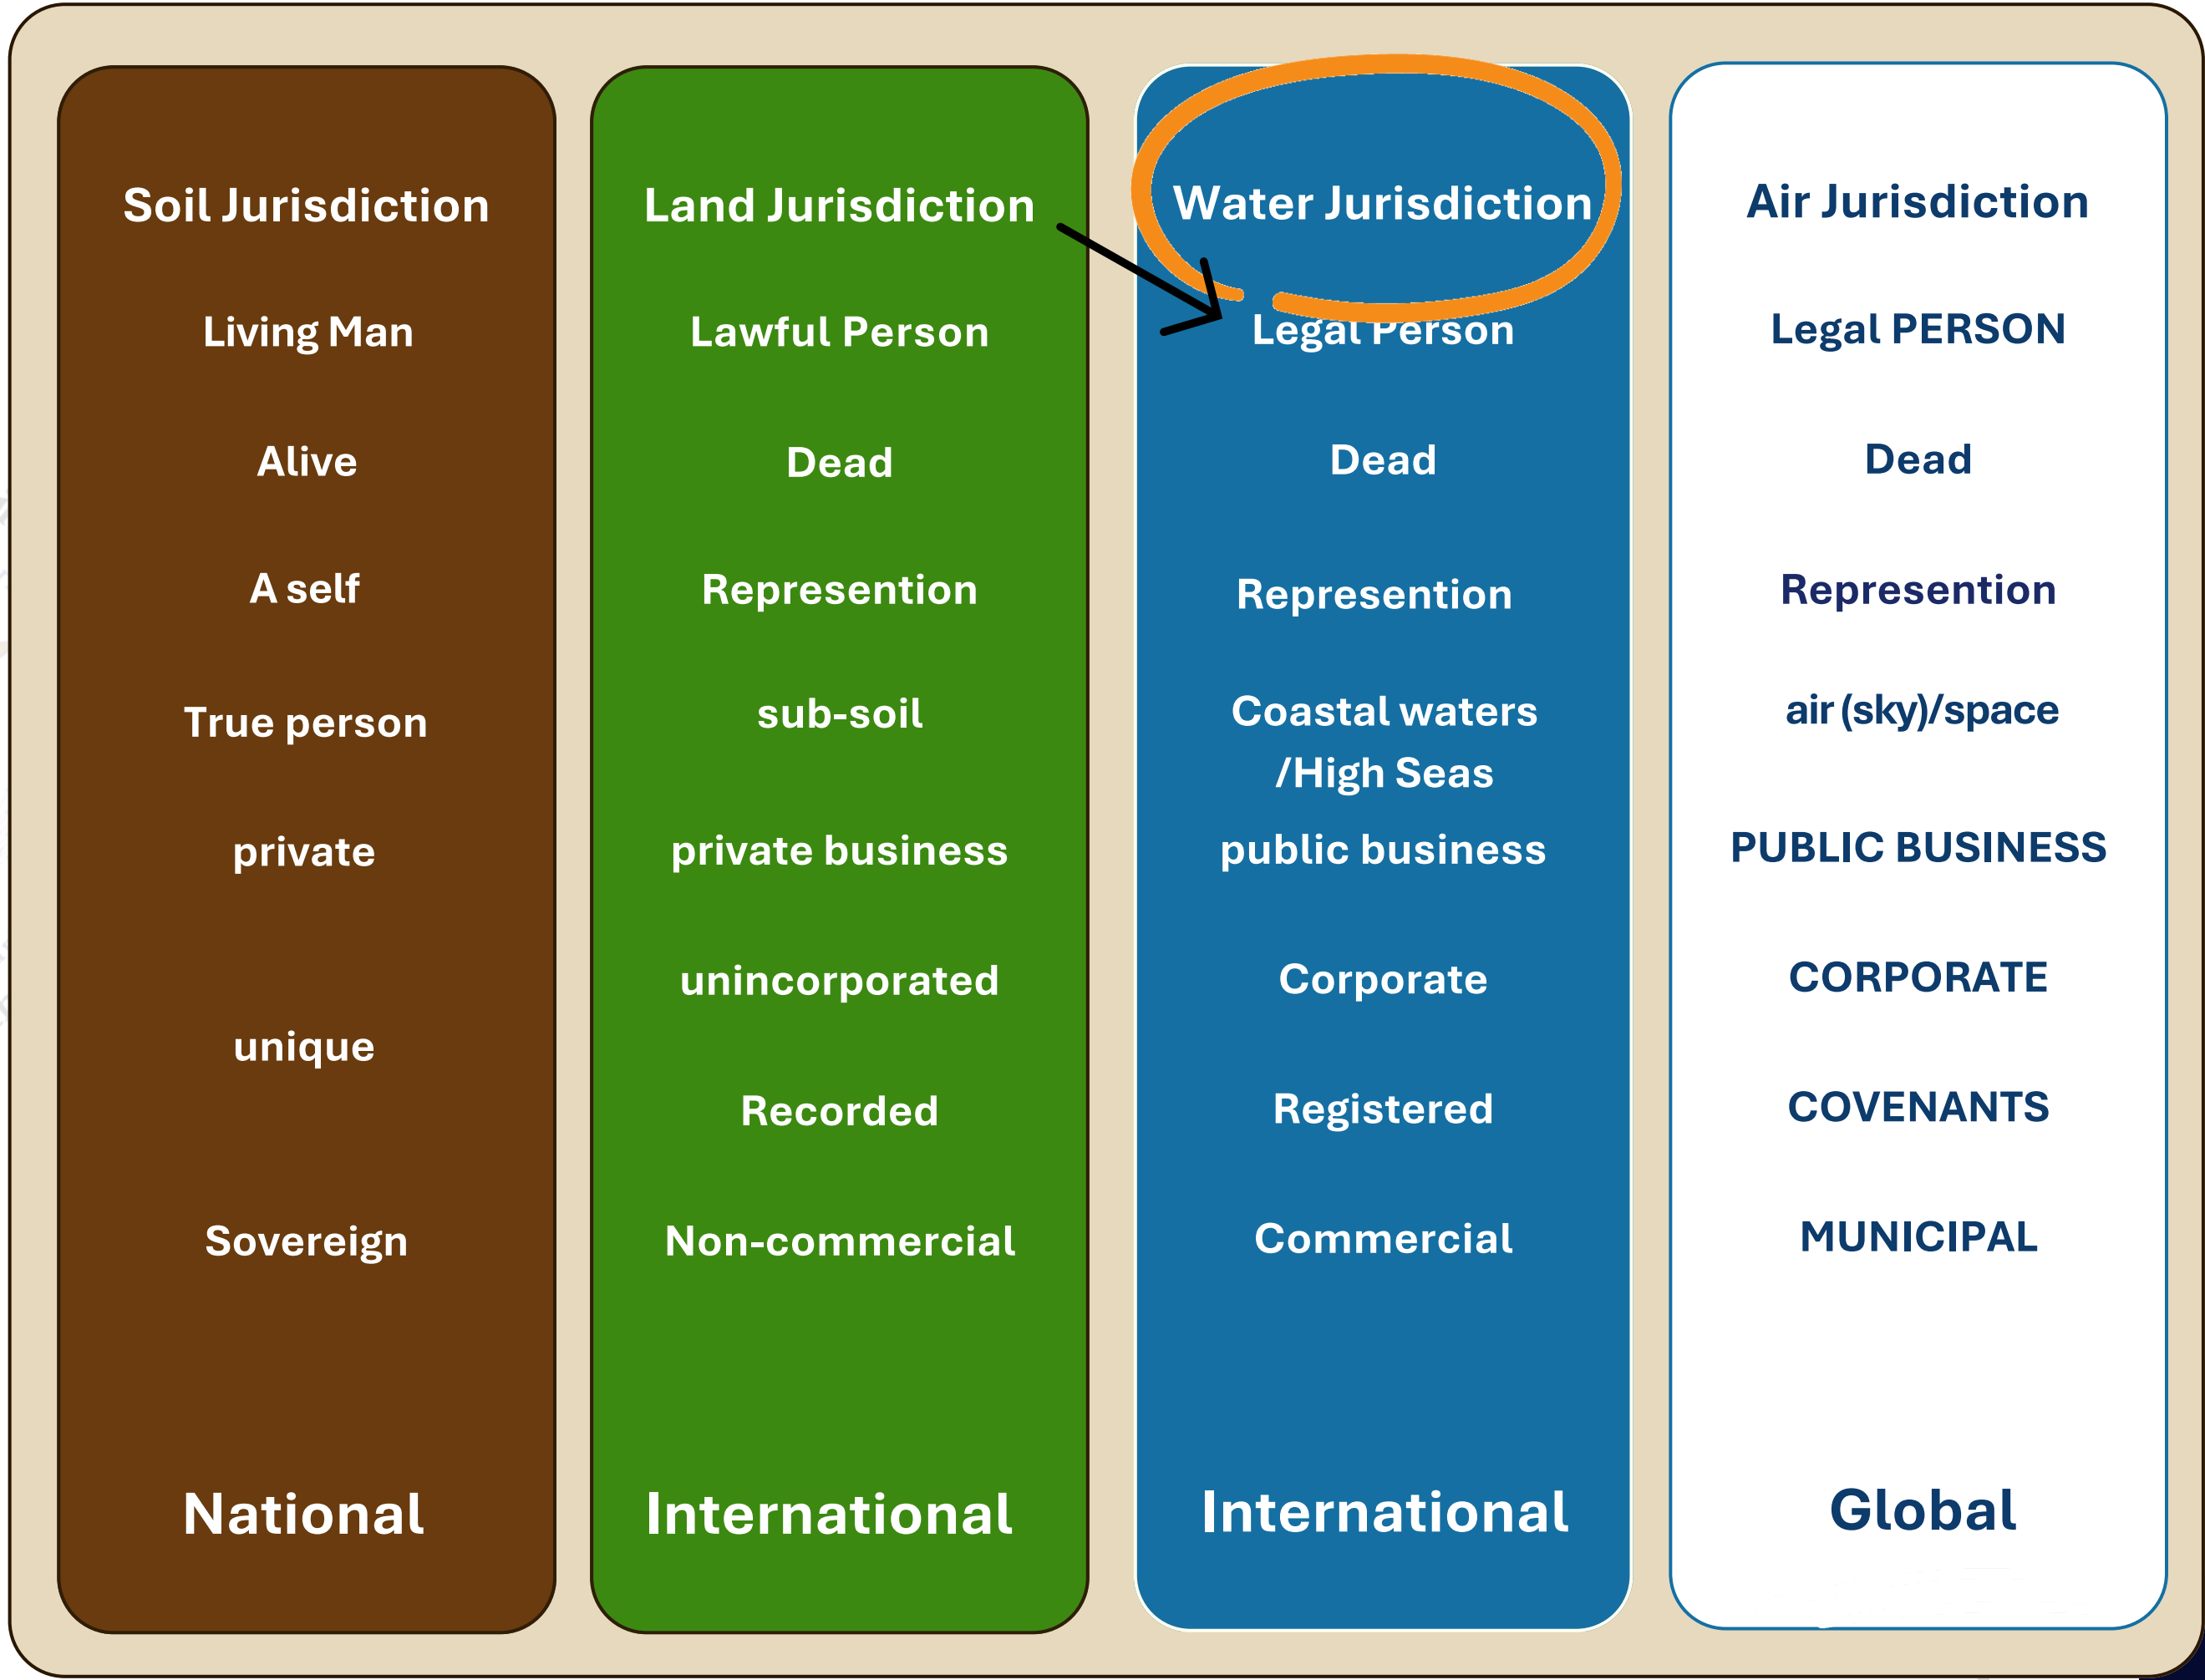 Soil Jurisdiction
Living Man
Alive
A self
True person
private
unique
Sovereign
National
Land Jurisdiction
Lawful Person
Dead
Represention
sub-soil
private business
unincorporated
Recorded
Non-commercial
International
Water Jurisdiction
Legal Person
Dead
Represention
Coastal waters
/High Seas
public business
Corporate
Registered
Commercial
International
Air Jurisdiction
Legal PERSON
Dead
Represention
air(sky)/space
PUBLIC BUSINESS
CORPORATE
COVENANTS
MUNICIPAL
Global